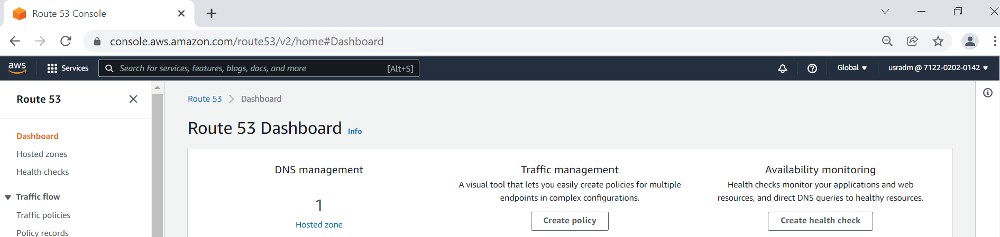 Route 53 Console
console.aws.amazon.com/route53/v2/home#Dashboard
aws
Services
Search for services, features, blogs, docs, and more
[Alt+S]
Global
usradm @ 7122-0202-0142
Route 53
Dashboard
Hosted zones
Health checks
Traffic flow
Traffic policies
Policy records
Route 53
Dashboard
Route 53 Dashboard Info
DNS management
1
Hosted zone
Traffic management
A visual tool that lets you easily create policies for multiple
endpoints in complex configurations.
Create policy
Availability monitoring
Health checks monitor your applications and web
resources, and direct DNS queries to healthy resources.
Create health check